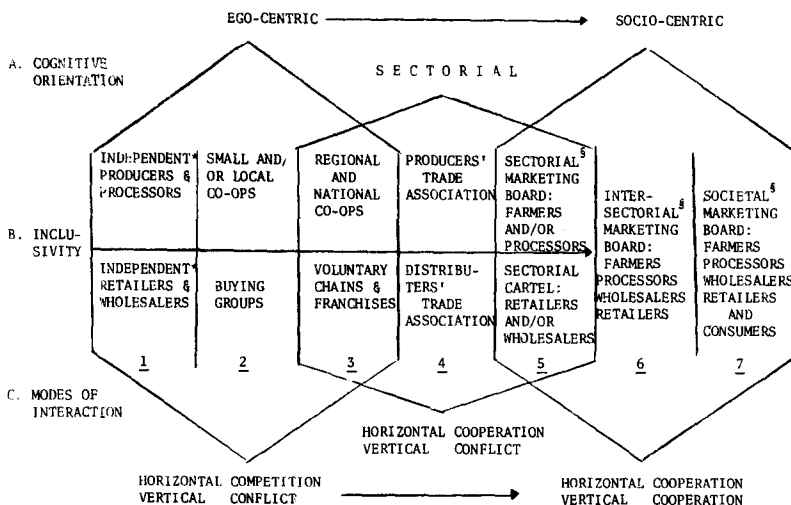 EGO-CENTRIC
SOCIO-CENTRIC
A. COGNITIVE
ORIENTATION
SECTORIAL
INDEPENDENT*
PRODUCERS &
PROCESSORS
SMALL AND/
OR LOCAL
CO-OPS
REGIONAL
AND
NATIONAL
CO-OPS
PRODUCERS'
TRADE
ASSOCIATION
SECTORIAL§
MARKETING
BOARD:
FARMERS
AND/OR
PROCESSORS
INTER-
SECTORIAL§
MARKETING
BOARD:
FARMERS
PROCESSORS
WHOLESALERS
RETAILERS
SOCIETAL§
MARKETING
BOARD:
FARMERS
PROCESSORS
WHOLESALERS
RETAILERS
AND
CONSUMERS
B. INCLU-
SIVITY
INDEPENDENT*
RETAILERS &
WHOLESALERS
BUYING
GROUPS
VOLUNTARY
CHAINS &
FRANCHISES
DISTRIBU-
TERS'
TRADE
ASSOCIATION
SECTORIAL
CARTEL:
RETAILERS
AND/OR
WHOLESALERS
1
2
3
4
5
6
7
C. MODES OF
INTERACTION
HORIZONTAL COOPERATION
VERTICAL CONFLICT
HORIZONTAL COMPETITION
VERTICAL CONFLICT
HORIZONTAL COOPERATION
VERTICAL COOPERATION